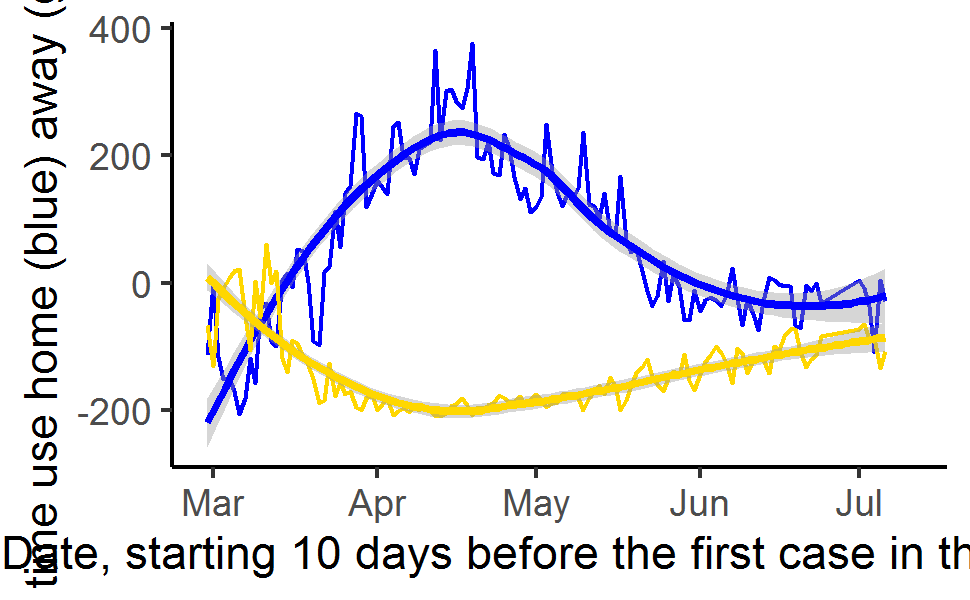 time use home (blue) away (
400
200
0
-200
Mar Apr May Jun Jul
Date, starting 10 days before the first case in th